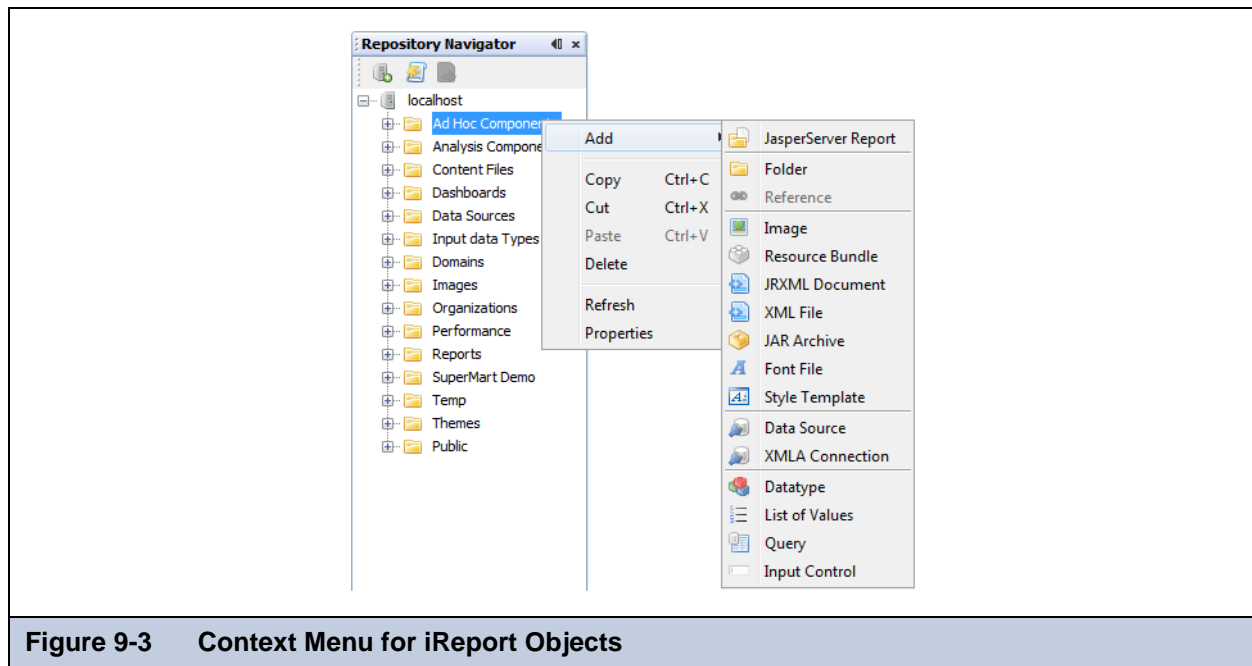 Repository Navigator
localhost
Ad Hoc Component
Analysis Compone
Content Files
Dashboards
Data Sources
Input data Types
Domains
Images
Organizations
Performance
Reports
SuperMart Demo
Temp
Themes
Public
Add
Copy Ctrl+C
Cut Ctrl+X
Paste Ctrl+V
Delete
Refresh
Properties
JasperServer Report
Folder
Reference
Image
Resource Bundle
JRXML Document
XML File
JAR Archive
Font File
Style Template
Data Source
XMLA Connection
Datatype
List of Values
Query
Input Control
Figure 9-3 Context Menu for iReport Objects